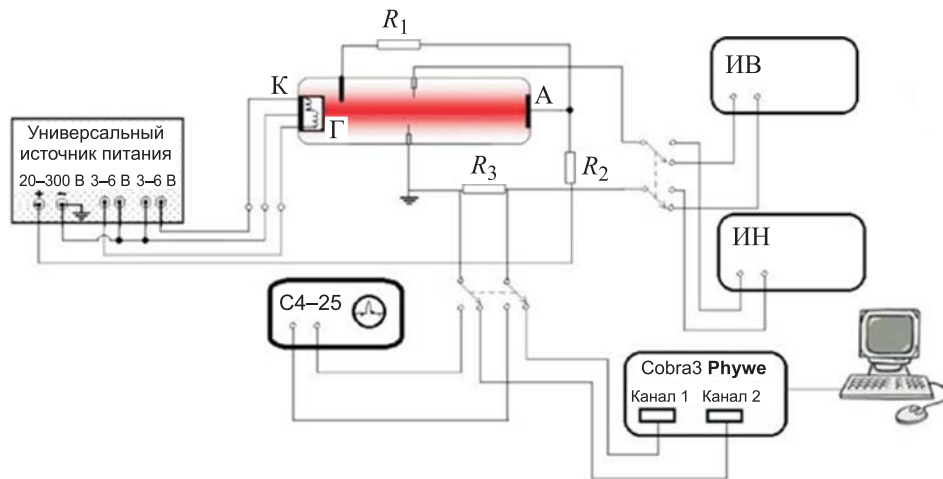 R1
ИВ
К
А
Г
Универсальный
источник питания
20–300 В 3–6 В 3–6 В
R3
R2
ИН
С4–25
Cobra3 Phywe
Канал 1 Канал 2